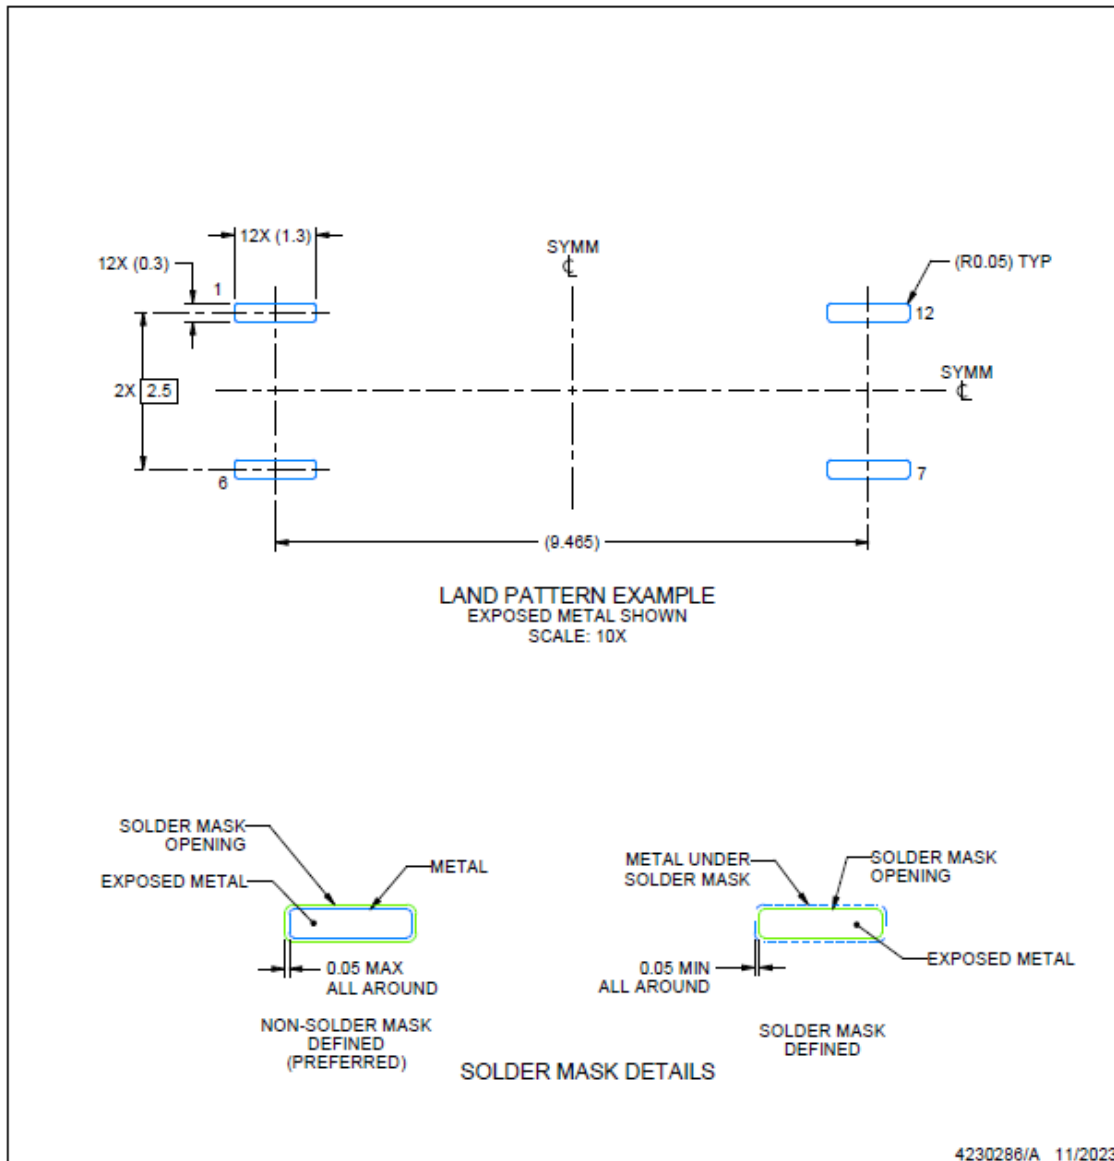 12X (1.3)
SYMM
℄
12X (0.3)
(R0.05) TYP
1
12
2X 2.5
SYMM
℄
6
7
(9.465)
LAND PATTERN EXAMPLE
EXPOSED METAL SHOWN
SCALE: 10X
SOLDER MASK
OPENING
EXPOSED METAL
METAL
0.05 MAX
ALL AROUND
NON-SOLDER MASK
DEFINED
(PREFERRED)
METAL UNDER
SOLDER MASK
SOLDER MASK
OPENING
EXPOSED METAL
0.05 MIN
ALL AROUND
SOLDER MASK
DEFINED
SOLDER MASK DETAILS
4230286/A 11/2023